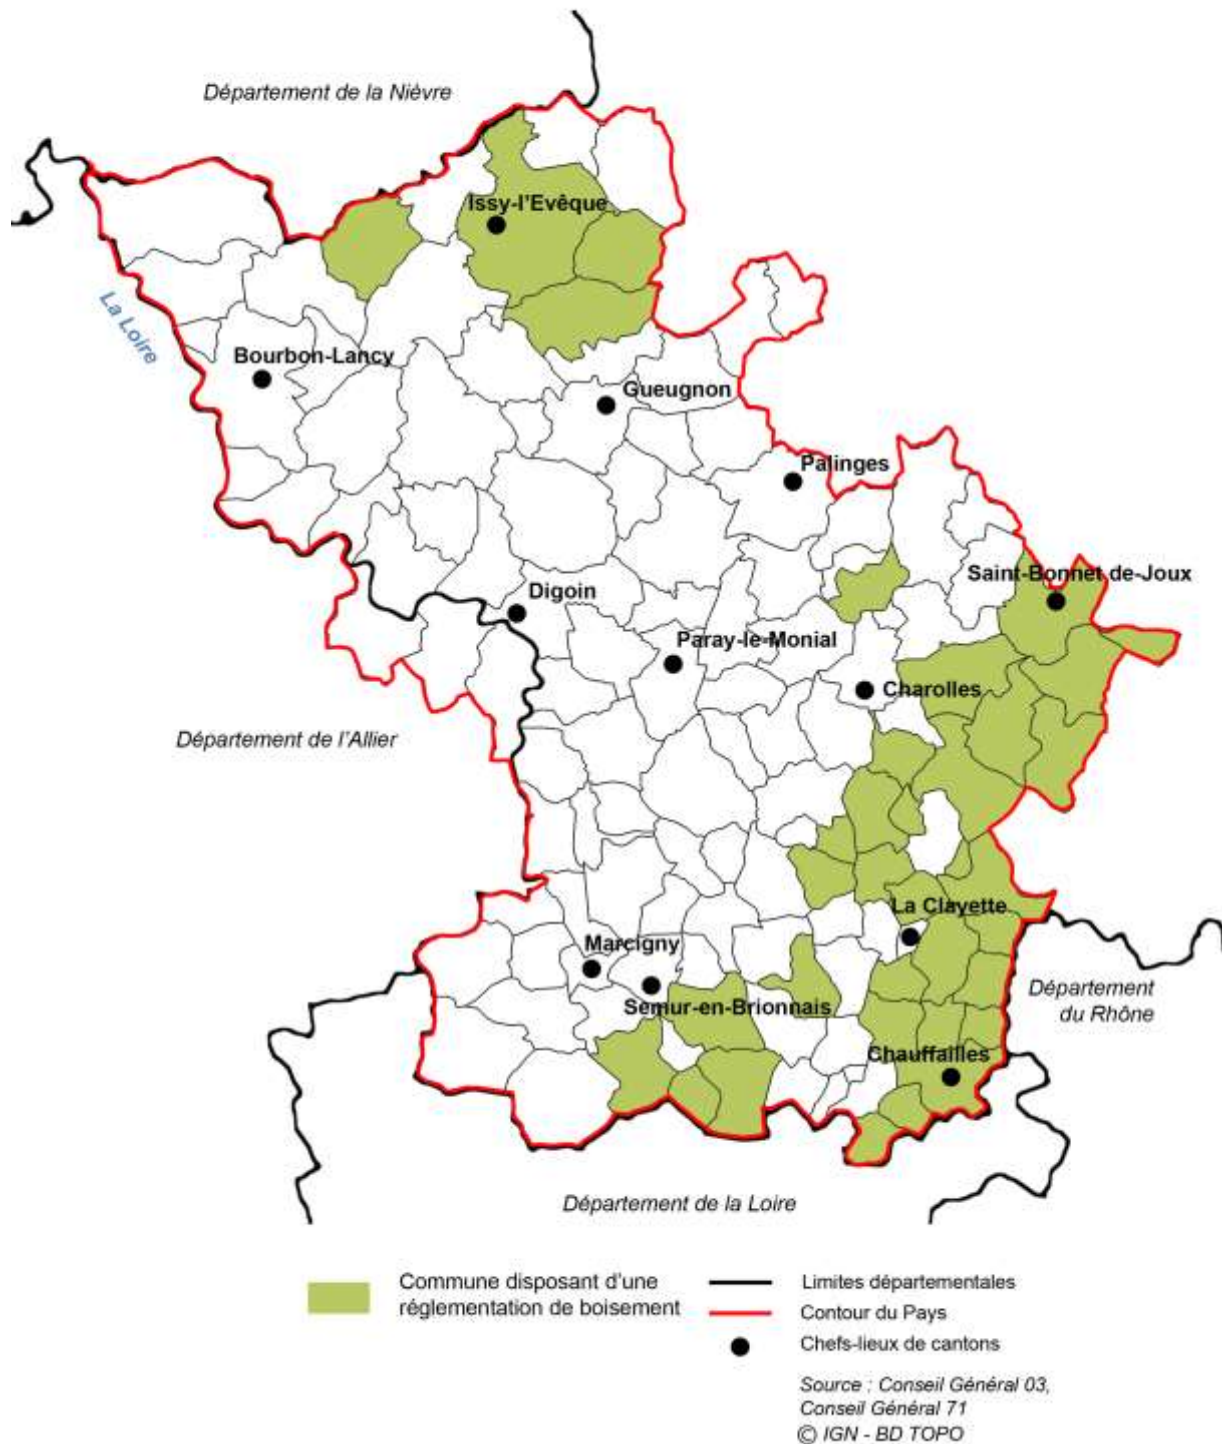 Département de la Nièvre
Issy-l'Evêque
La Loire
Bourbon-Lancy
Gueugnon
Palinges
Saint-Bonnet de-Joux
Digoin
Paray-le-Monial
Charolles
Département de l'Allier
La Clayette
Marcigny
Semur-en-Brionnais
Département
du Rhône
Chauffailles
Département de la Loire
Commune disposant d'une
réglementation de boisement
Limites départementales
Contour du Pays
Chefs-lieux de cantons
Source : Conseil Général 03,
Conseil Général 71
© IGN - BD TOPO